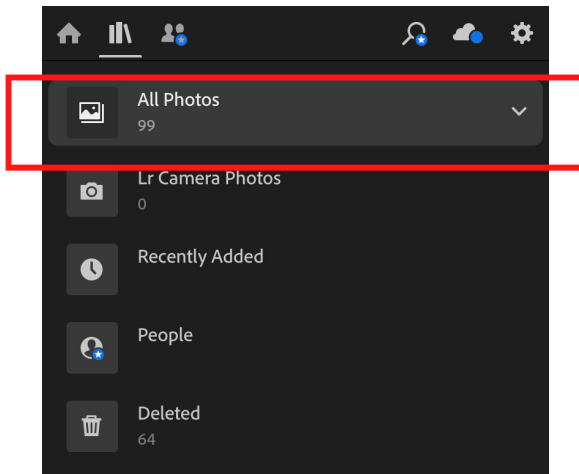 All Photos
99
Lr Camera Photos
0
Recently Added
People
Deleted
64